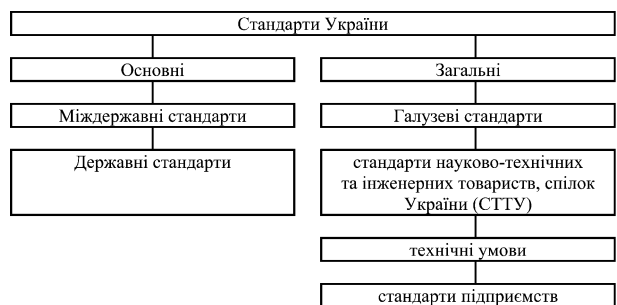 Стандарти України
Основні
Загальні
Міждержавні стандарти
Галузеві стандарти
Державні стандарти
стандарти науково-технічних
та інженерних товариств, спілок
України (СТТУ)
технічні умови
стандарти підприємств